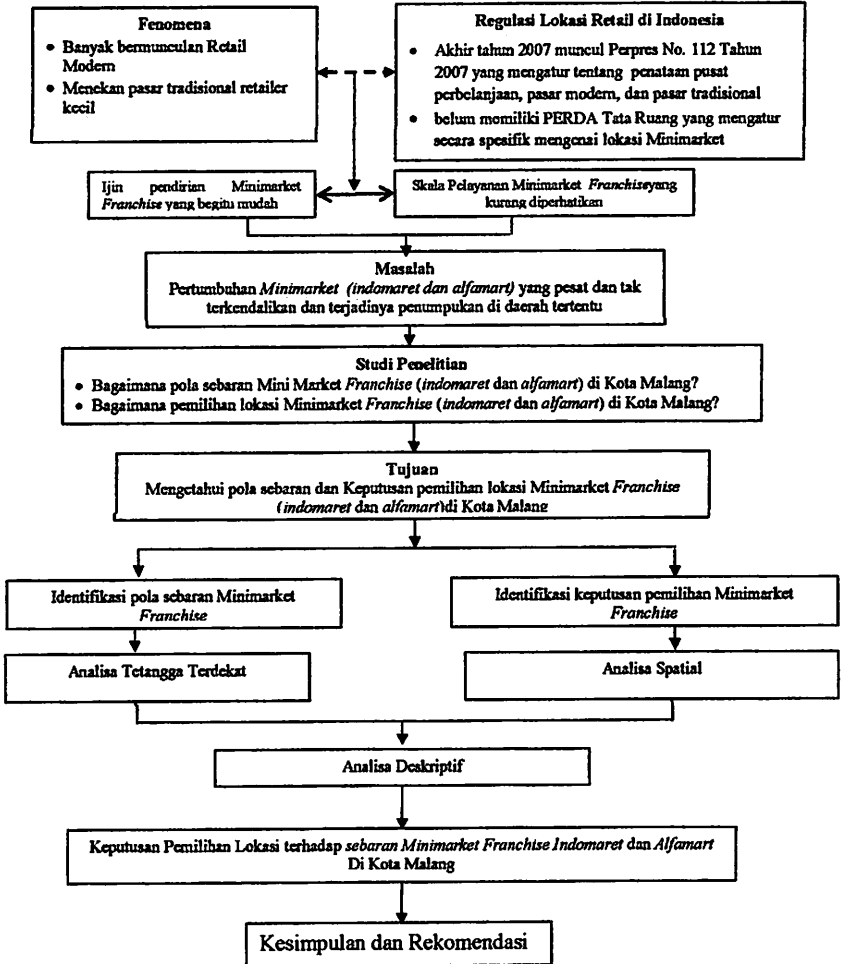 Fenomena
• Banyak bermunculan Retail
Modern
• Menekan pasar tradisional retailer
kecil
Regulasi Lokasi Retail di Indonesia
• Akhir tahun 2007 muncul Perpres No. 112 Tahun
2007 yang mengatur tentang penataan pusat
perbelanjaan, pasar modern, dan pasar tradisional
• belum memiliki PERDA Tata Ruang yang mengatur
secara spesifik mengenai lokasi Minimarket
Ijin pendirian Minimarket
Franchise yang begitu mudah
Skala Pelayanan Minimarket Franchiseyang
kurang diperhatikan
Masalah
Pertumbuhan Minimarket (indomaret dan alfamart) yang pesat dan tak
terkendalikan dan terjadinya penumpukan di daerah tertentu
Studi Penelitian
• Bagaimana pola sebaran Mini Market Franchise (indomaret dan alfamart) di Kota Malang?
• Bagaimana pemilihan lokasi Minimarket Franchise (indomaret dan alfamart) di Kota Malang?
Tujuan
Mengetahui pola sebaran dan Keputusan pemilihan lokasi Minimarket Franchise
(indomaret dan alfamart)di Kota Malang
Identifikasi pola sebaran Minimarket
Franchise
Identifikasi keputusan pemilihan Minimarket
Franchise
Analisa Tetangga Terdekat
Analisa Spatial
Analisa Deskriptif
Keputusan Pemilihan Lokasi terhadap sebaran Minimarket Franchise Indomaret dan Alfamart
Di Kota Malang
Kesimpulan dan Rekomendasi